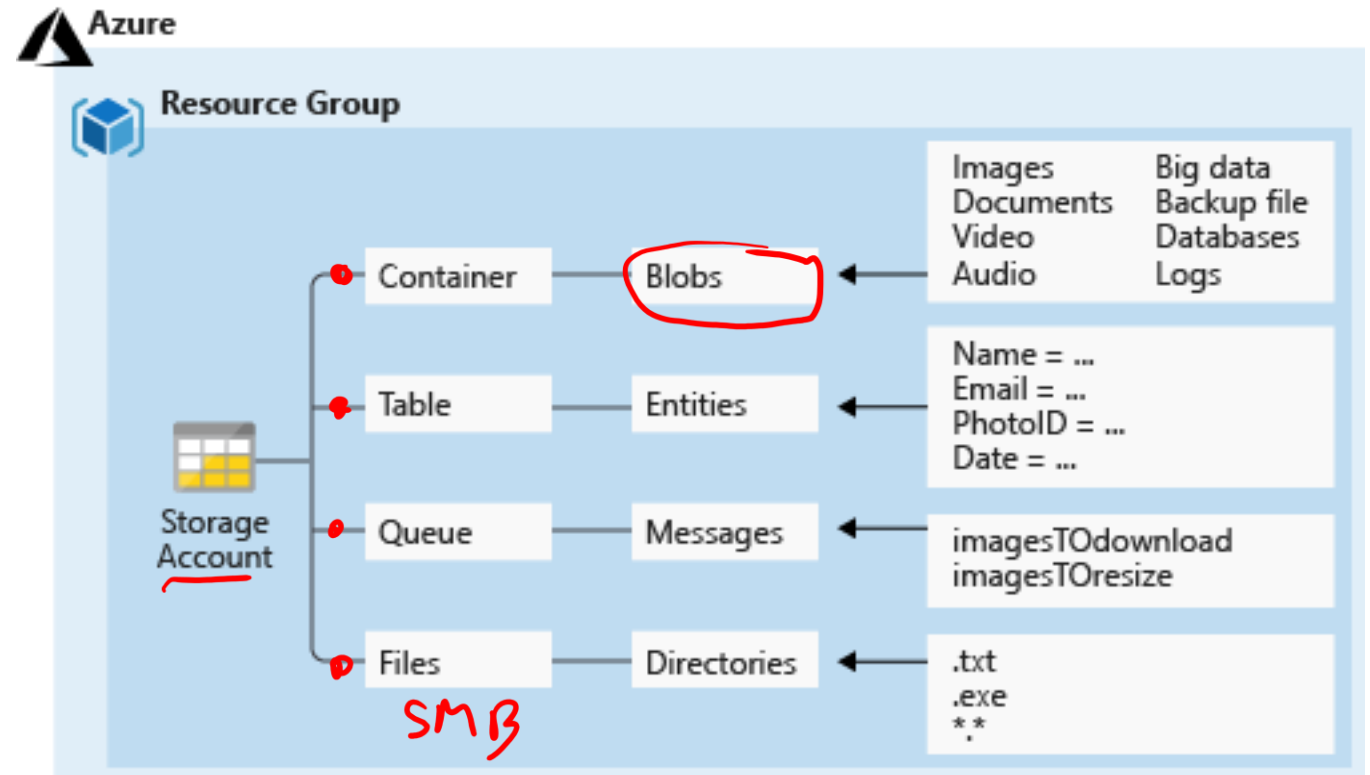 Azure
Resource Group
Images Big data
Documents Backup file
Video Databases
Audio Logs
Container Blobs
Name = ...
Email = ...
PhotoID = ...
Date = ...
Table Entities
Storage
Account
Queue Messages
imagesTOdownload
imagesTOresize
Files Directories
.txt
.exe
*.*
SMB